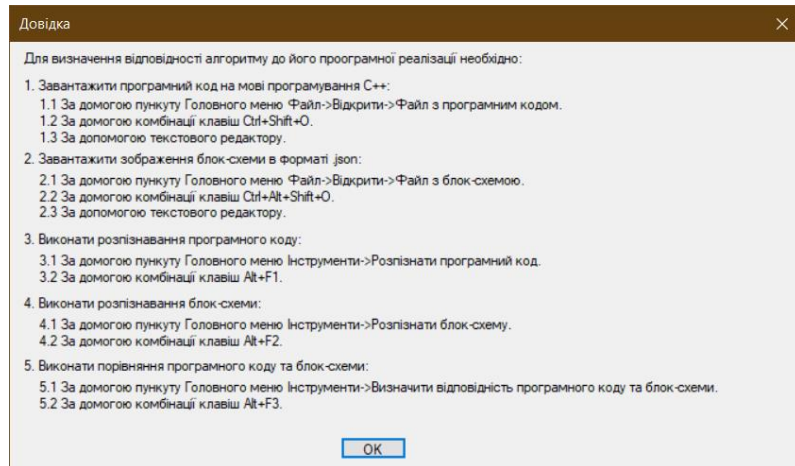 Довідка
Для визначення відповідності алгоритму до його проограмної реалізації необхідно:
1. Завантажити програмний код на мові програмування C++:
1.1 За домогою пункуту Головного меню Файл->Відкрити->Файл з програмним кодом.
1.2 За домогою комбінації клавіш Ctrl+Shift+O.
1.3 За допомогою текстового редактору.
2. Завантажити зображення блок-схеми в форматі .json:
2.1 За домогою пункуту Головного меню Файл->Відкрити->Файл з блок-схемою.
2.2 За домогою комбінації клавіш Ctrl+Alt+Shift+O.
2.3 За допомогою текстового редактору.
3. Виконати розпізнавання програмного коду:
3.1 За домогою пункуту Головного меню Інструменти->Розпізнати програмний код.
3.2 За домогою комбінації клавіш Alt+F1.
4. Виконати розпізнавання блок-схеми:
4.1 За домогою пункуту Головного меню Інструменти->Розпізнати блок-схему.
4.2 За домогою комбінації клавіш Alt+F2.
5. Виконати порівняння програмного коду та блок-схеми:
5.1 За домогою пункуту Головного меню Інструменти->Визначити відповідність програмного коду та блок-схеми.
5.2 За домогою комбінації клавіш Alt+F3.
OK